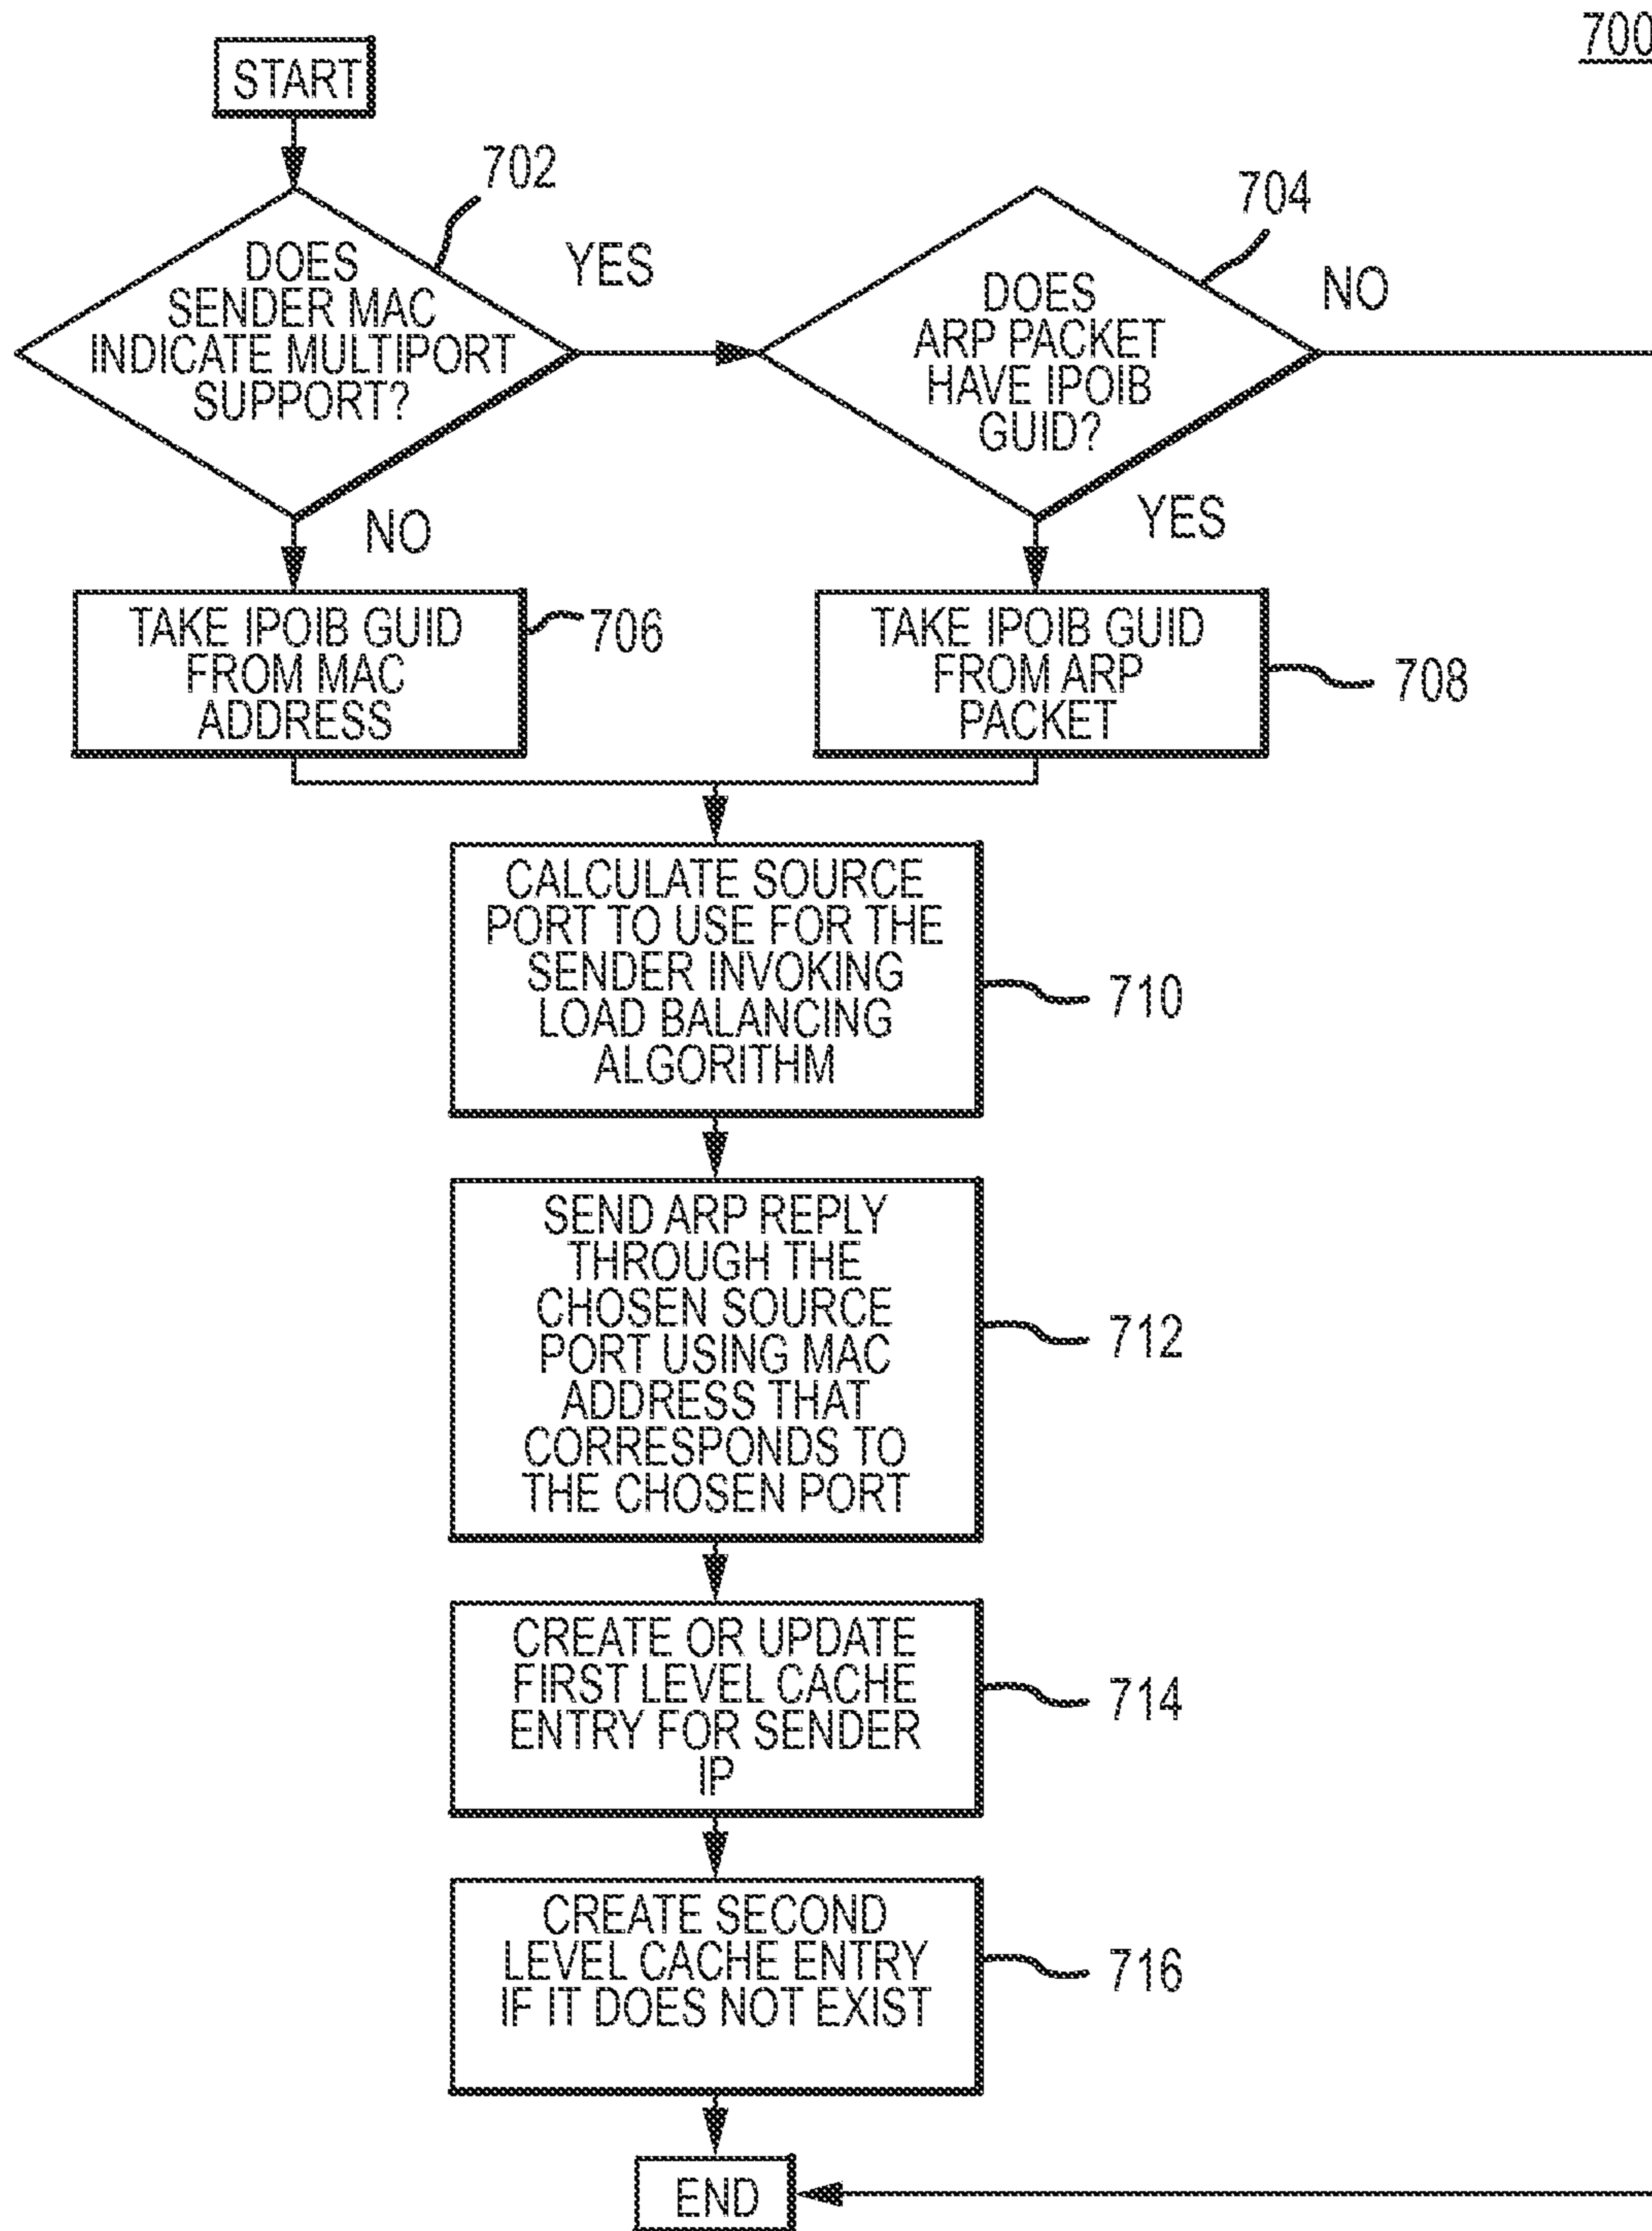 700
START
702
DOES
SENDER MAC
INDICATE MULTIPORT
SUPPORT?
YES
704
DOES
ARP PACKET
HAVE IPOIB
GUID?
NO
NO
YES
TAKE IPOIB GUID
FROM MAC
ADDRESS
706
TAKE IPOIB GUID
FROM ARP
PACKET
708
CALCULATE SOURCE
PORT TO USE FOR THE
SENDER INVOKING
LOAD BALANCING
ALGORITHM
710
SEND ARP REPLY
THROUGH THE
CHOSEN SOURCE
PORT USING MAC
ADDRESS THAT
CORRESPONDS TO
THE CHOSEN PORT
712
CREATE OR UPDATE
FIRST LEVEL CACHE
ENTRY FOR SENDER
IP
714
CREATE SECOND
LEVEL CACHE ENTRY
IF IT DOES NOT EXIST
716
END